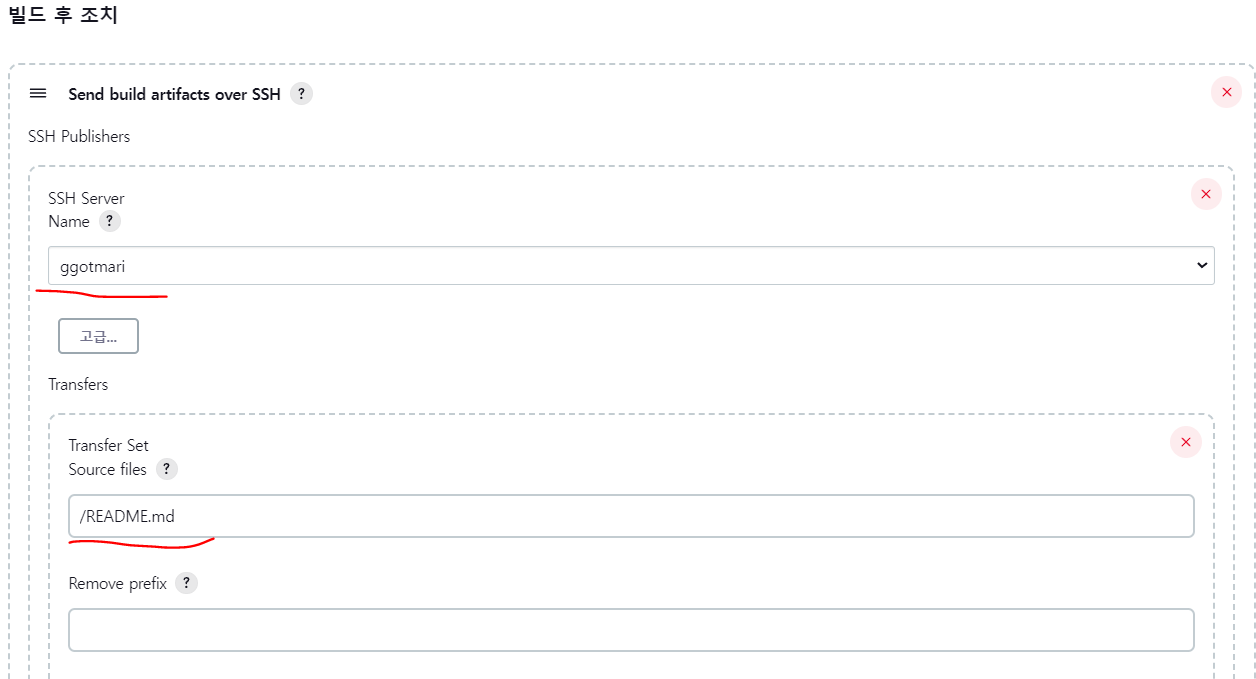 빌드 후 조치
Send build artifacts over SSH ?
SSH Publishers
SSH Server
Name ?
ggotmari
고급...
Transfers
Transfer Set
Source files ?
/README.md
Remove prefix ?